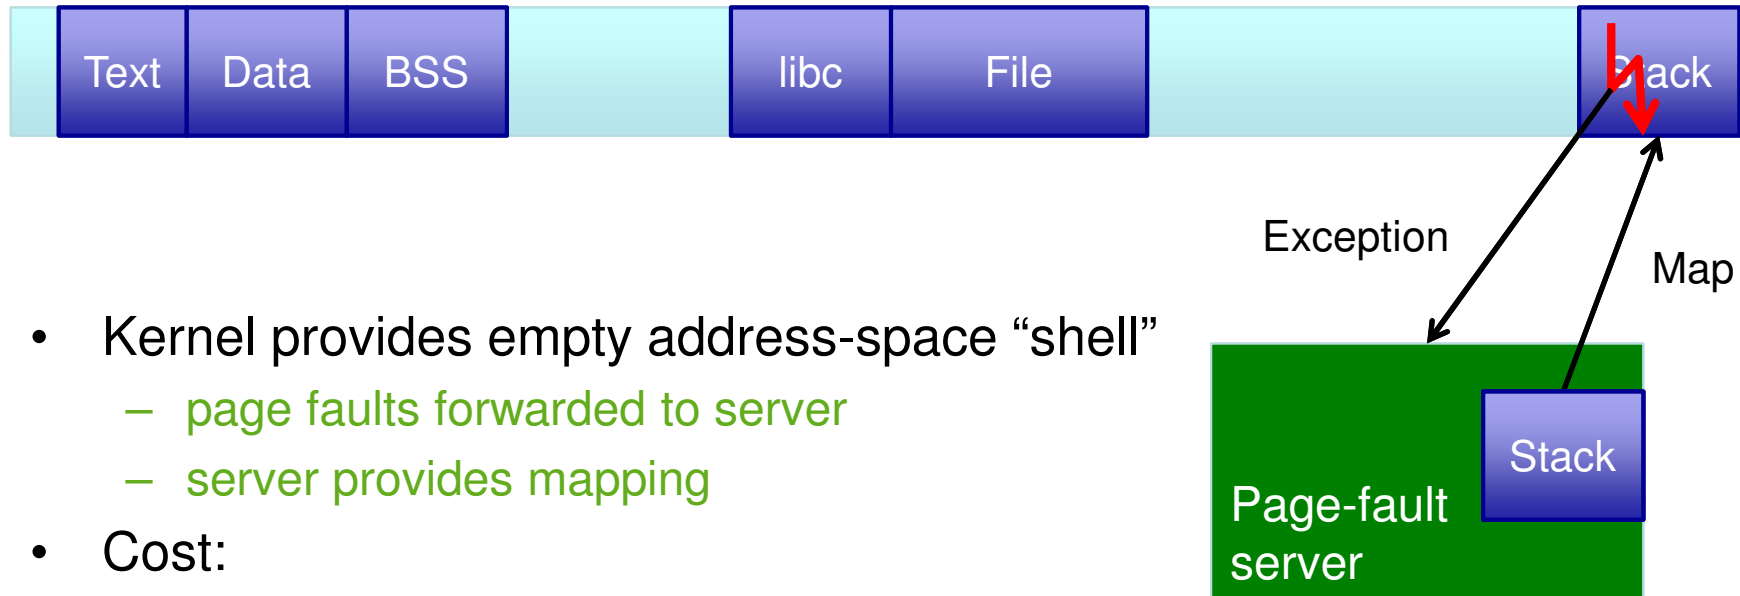 Text Data BSS libc File Stack
Exception
Map
• Kernel provides empty address-space “shell”
– page faults forwarded to server
– server provides mapping
• Cost:
Stack
Page-fault
server